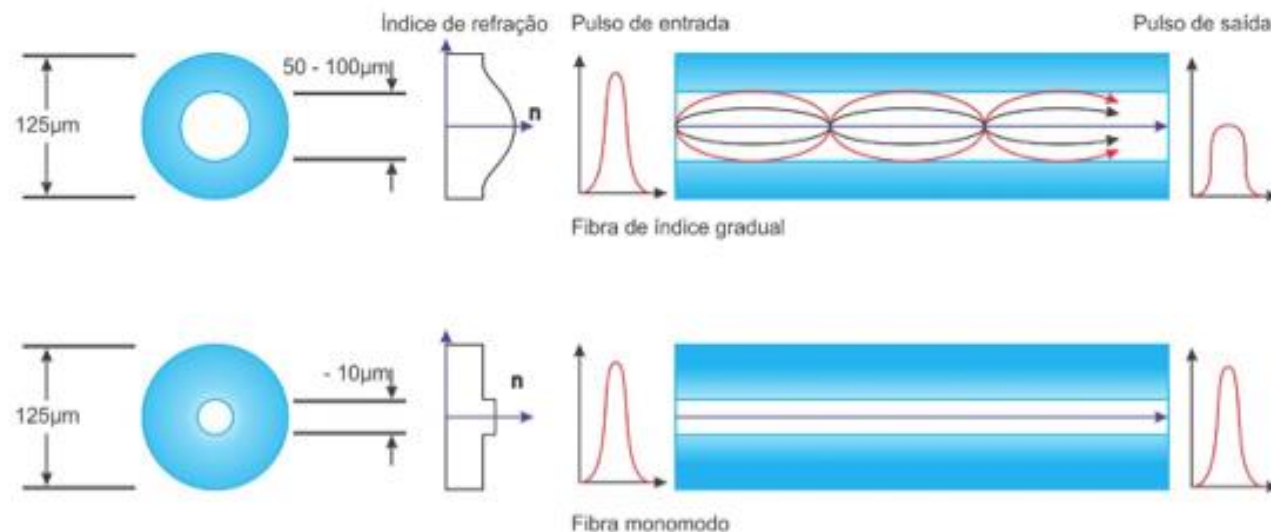 Índice de refração
Pulso de entrada
Pulso de saída
50 - 100µm
125µm
n
Fibra de índice gradual
- 10µm
125µm
n
Fibra monomodo